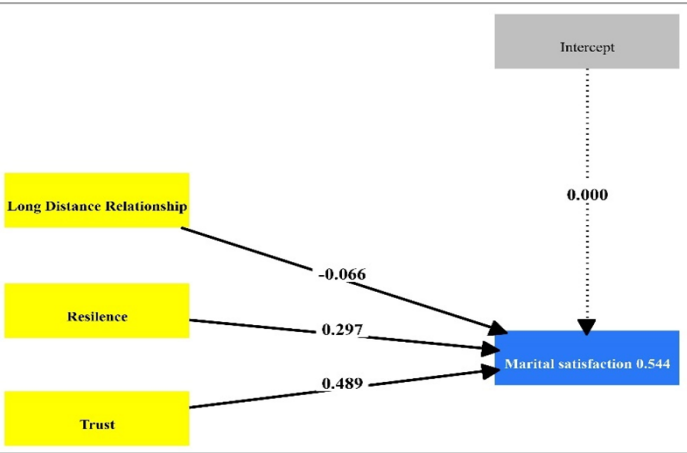 Intercept
0.000
Long Distance Relationship
-0.066
Resilence
0.297
Marital satisfaction 0.544
0.489
Trust